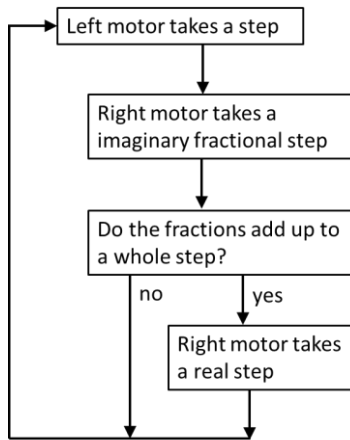 Left motor takes a step
Right motor takes a
imaginary fractional step
Do the fractions add up to
a whole step?
no
yes
Right motor takes
a real step